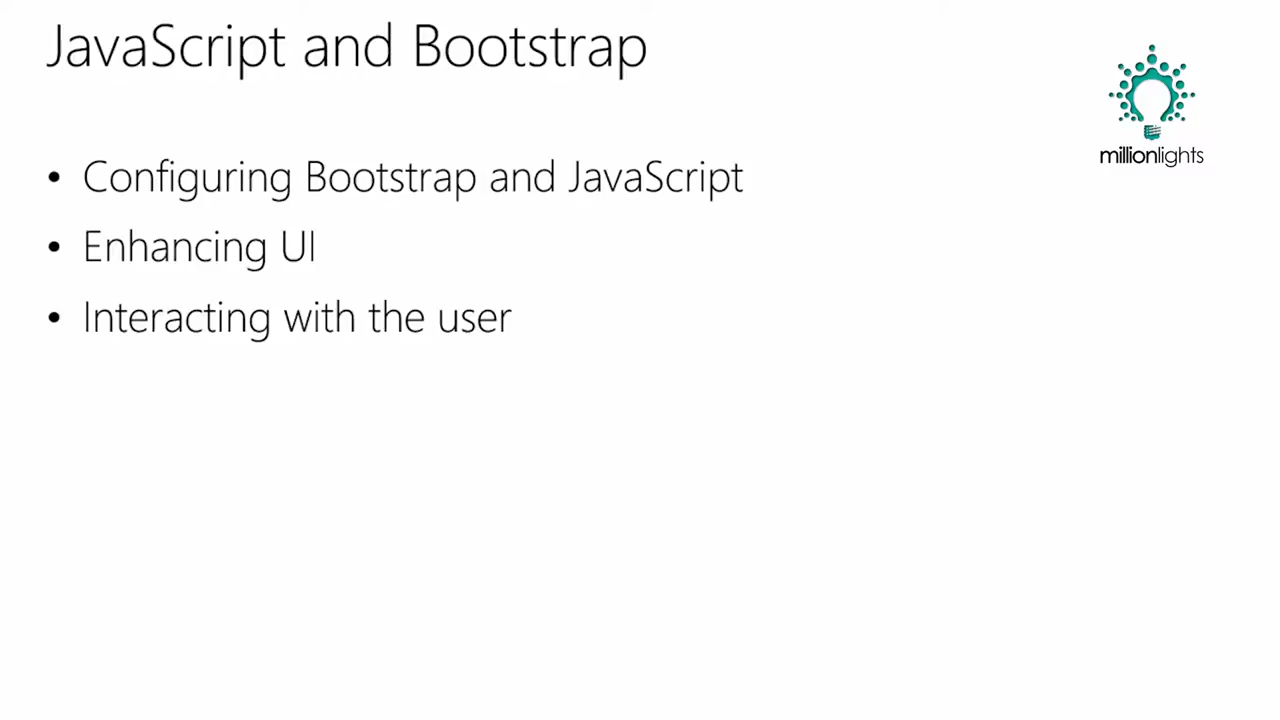 JavaScript and Bootstrap
millionlights
• Configuring Bootstrap and JavaScript
• Enhancing UI
• Interacting with the user